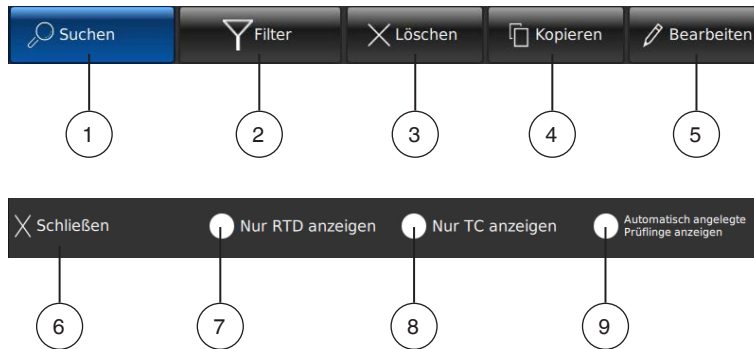 Suchen Filter Löschen Kopieren Bearbeiten
1 2 3 4 5
Schließen Nur RTD anzeigen Nur TC anzeigen Automatisch angelegte
Prüflinge anzeigen
6 7 8 9